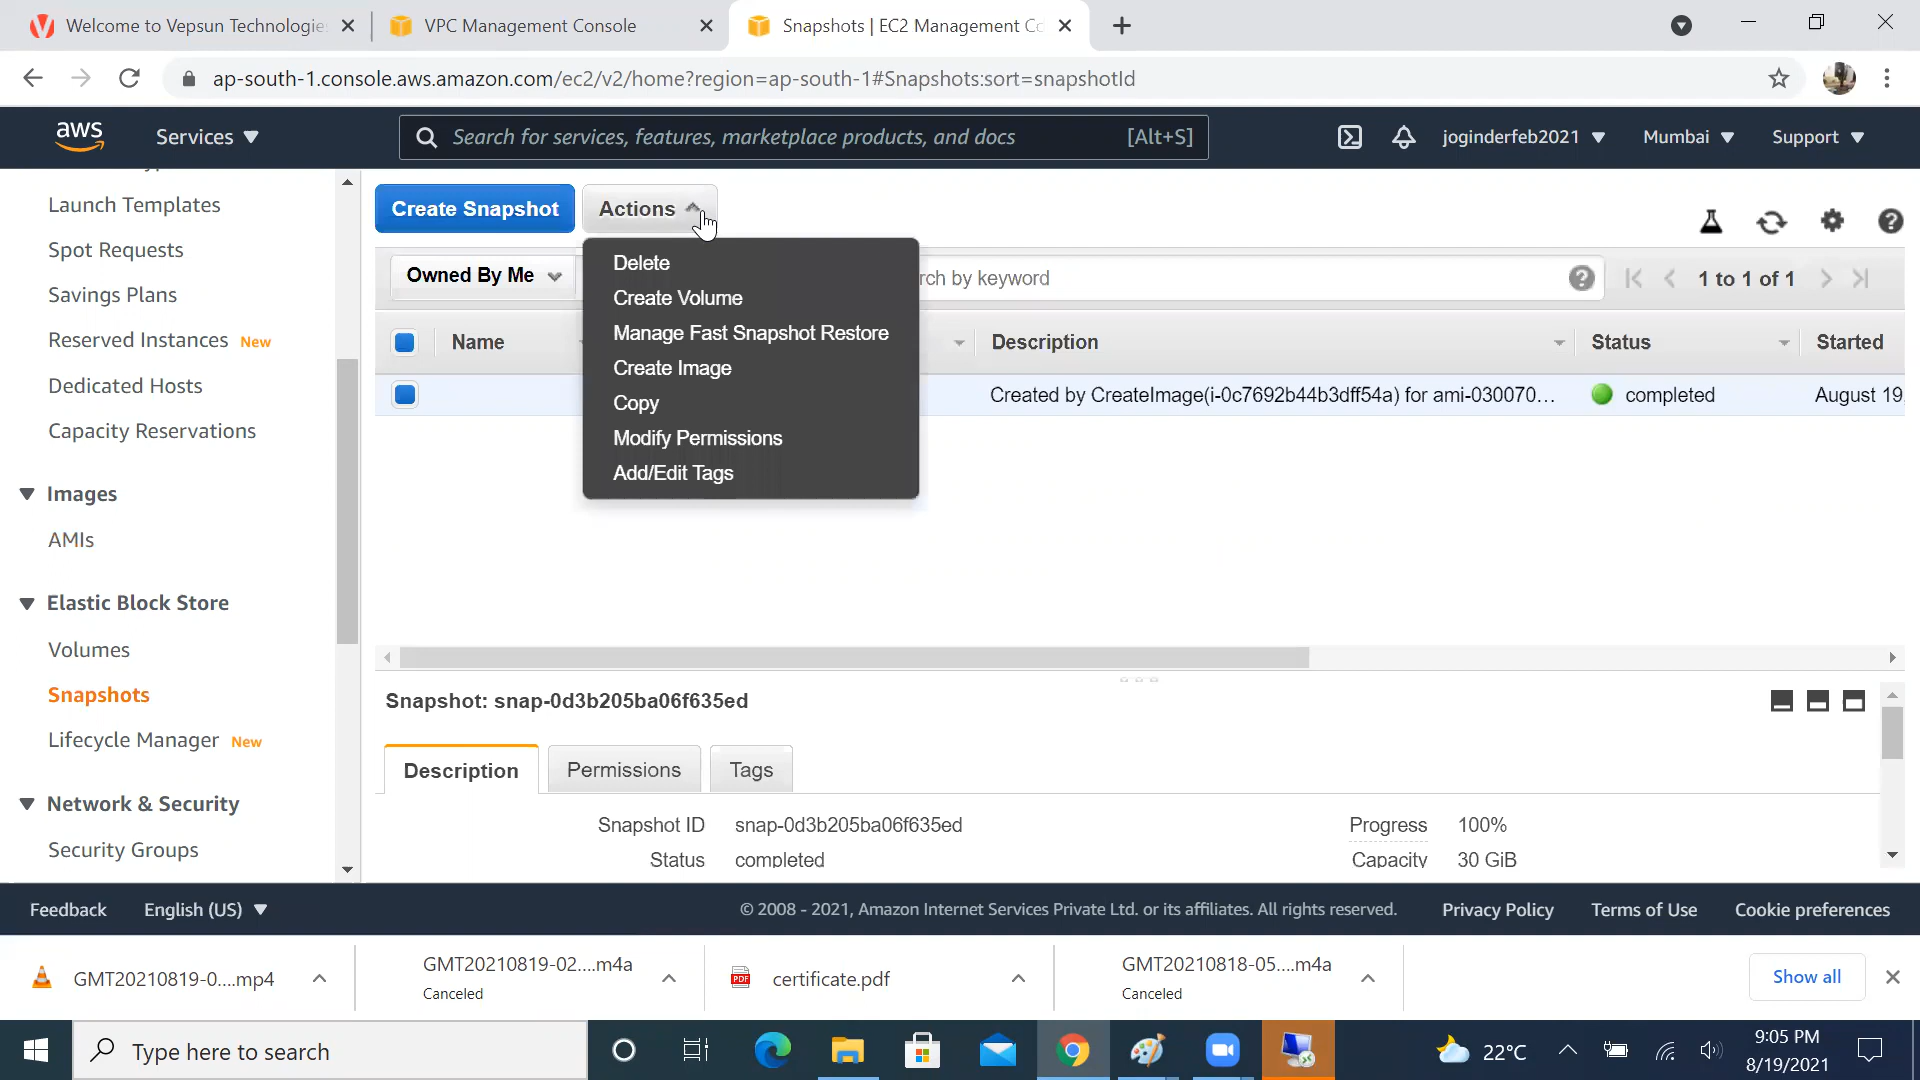 Welcome to Vepsun Technologie
VPC Management Console
Snapshots | EC2 Management Co
ap-south-1.console.aws.amazon.com/ec2/v2/home?region=ap-south-1#Snapshots:sort=snapshotId
aws
Services
Search for services, features, marketplace products, and docs
[Alt+S]
joginderfeb2021
Mumbai
Support
Launch Templates
Spot Requests
Savings Plans
Reserved Instances New
Dedicated Hosts
Capacity Reservations
Images
AMIs
Elastic Block Store
Volumes
Snapshots
Lifecycle Manager New
Network & Security
Security Groups
Create Snapshot
Actions
Delete
Create Volume
Manage Fast Snapshot Restore
Create Image
Copy
Modify Permissions
Add/Edit Tags
Owned By Me
rch by keyword
1 to 1 of 1
Name
Description
Status
Started
Created by CreateImage(i-0c7692b44b3dff54a) for ami-030070...
completed
August 19
Snapshot: snap-0d3b205ba06f635ed
Description
Permissions
Tags
Snapshot ID snap-0d3b205ba06f635ed
Progress 100%
Status completed
Capacity 30 GiB
Feedback
English (US)
© 2008 - 2021, Amazon Internet Services Private Ltd. or its affiliates. All rights reserved.
Privacy Policy
Terms of Use
Cookie preferences
GMT20210819-0....mp4
GMT20210819-02....m4a
Canceled
PDF
certificate.pdf
GMT20210818-05....m4a
Canceled
Show all
Type here to search
22°C
9:05 PM
8/19/2021